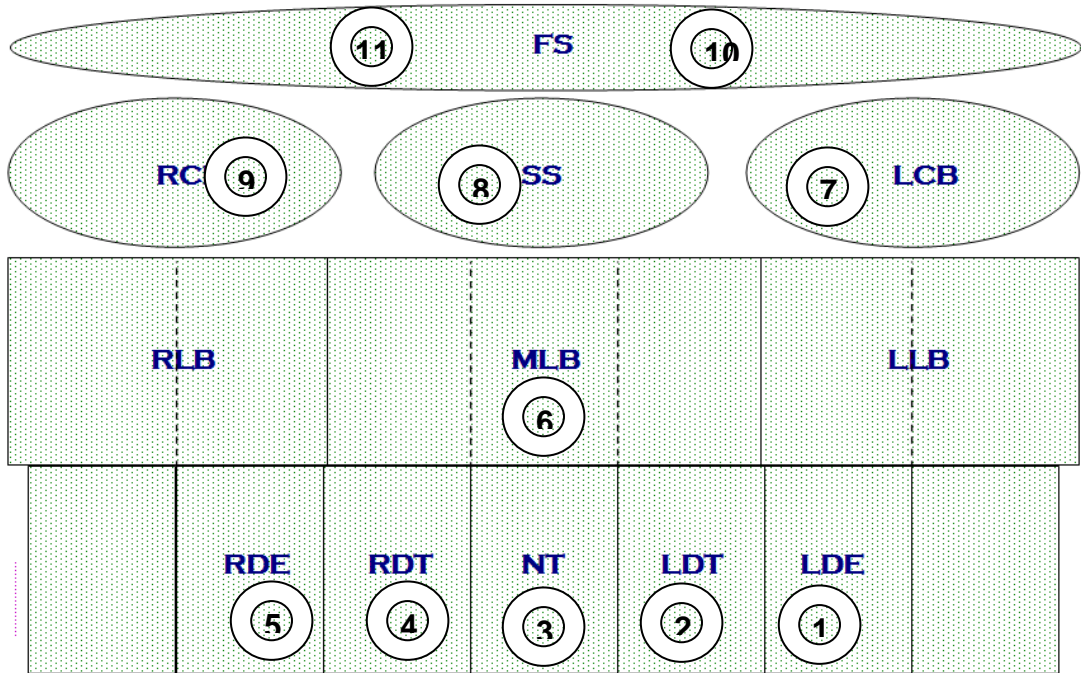 11 FS 10
RC 9 8 SS 7 LCB
RLB MLB LLB
6
RDE RDT NT LDT LDE
5 4 3 2 1